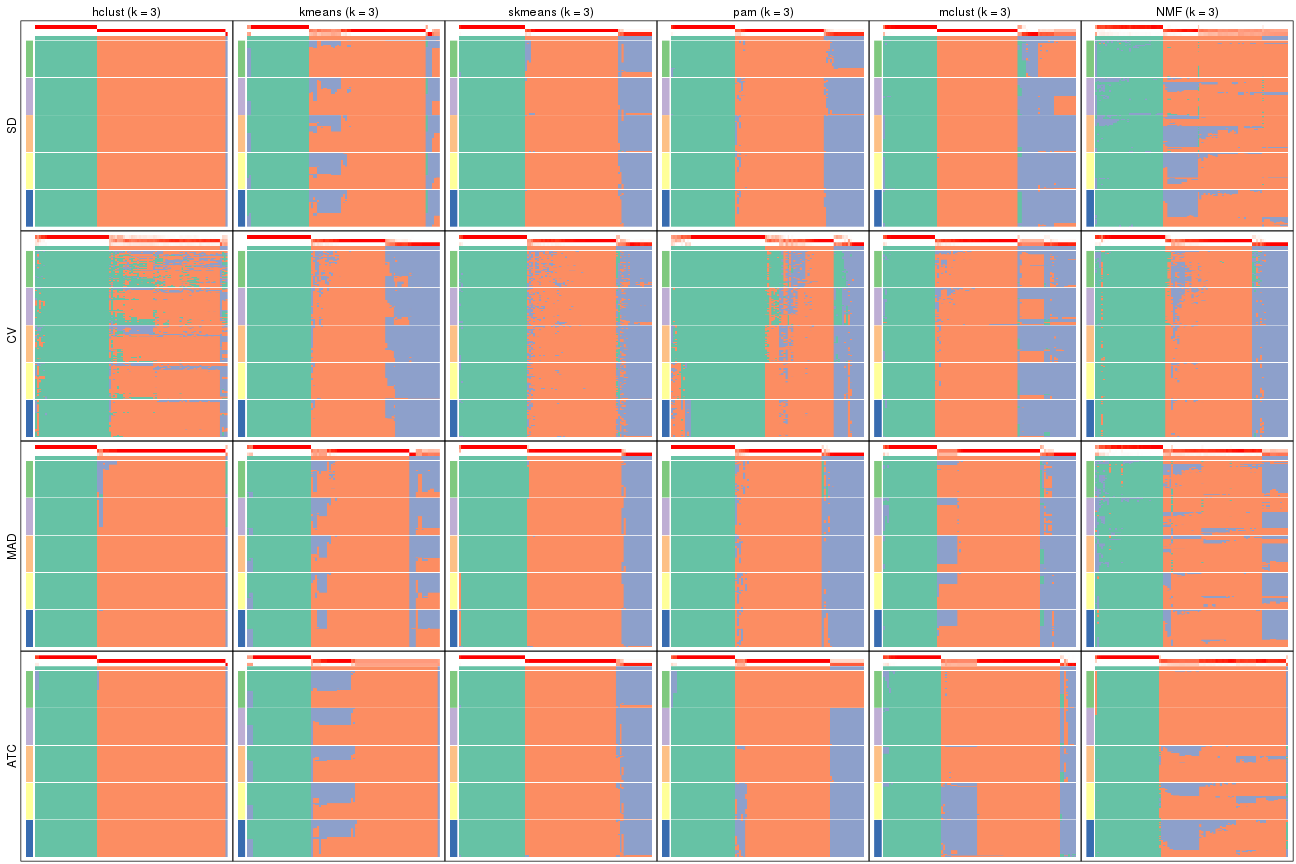 hclust (k = 3) kmeans (k = 3) skmeans (k = 3) pam (k = 3) mclust (k = 3) NMF (k = 3)
SD
CV
MAD
ATC